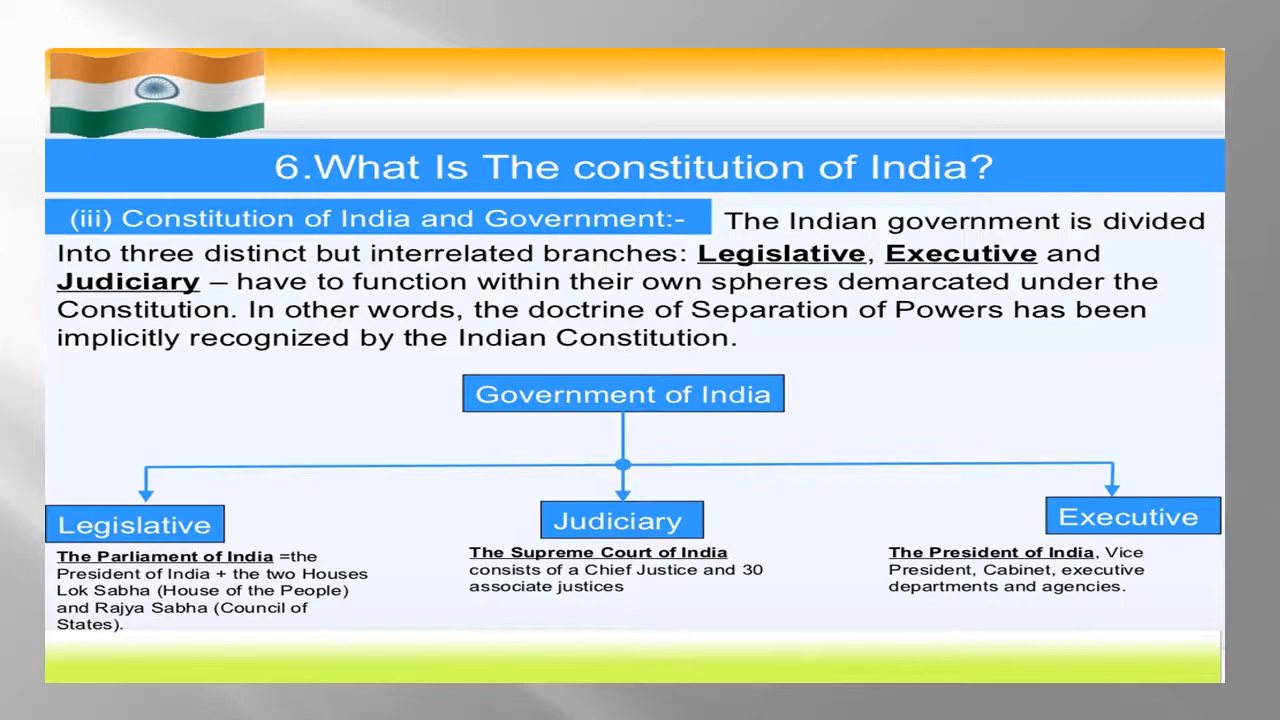 6.What Is The constitution of India?
(iii) Constitution of India and Government:- The Indian government is divided
Into three distinct but interrelated branches: Legislative, Executive and
Judiciary – have to function within their own spheres demarcated under the
Constitution. In other words, the doctrine of Separation of Powers has been
implicitly recognized by the Indian Constitution.
Government of India
Legislative
The Parliament of India =the
President of India + the two Houses
Lok Sabha (House of the People)
and Rajya Sabha (Council of
States).
Judiciary
The Supreme Court of India
consists of a Chief Justice and 30
associate justices
Executive
The President of India, Vice
President, Cabinet, executive
departments and agencies.